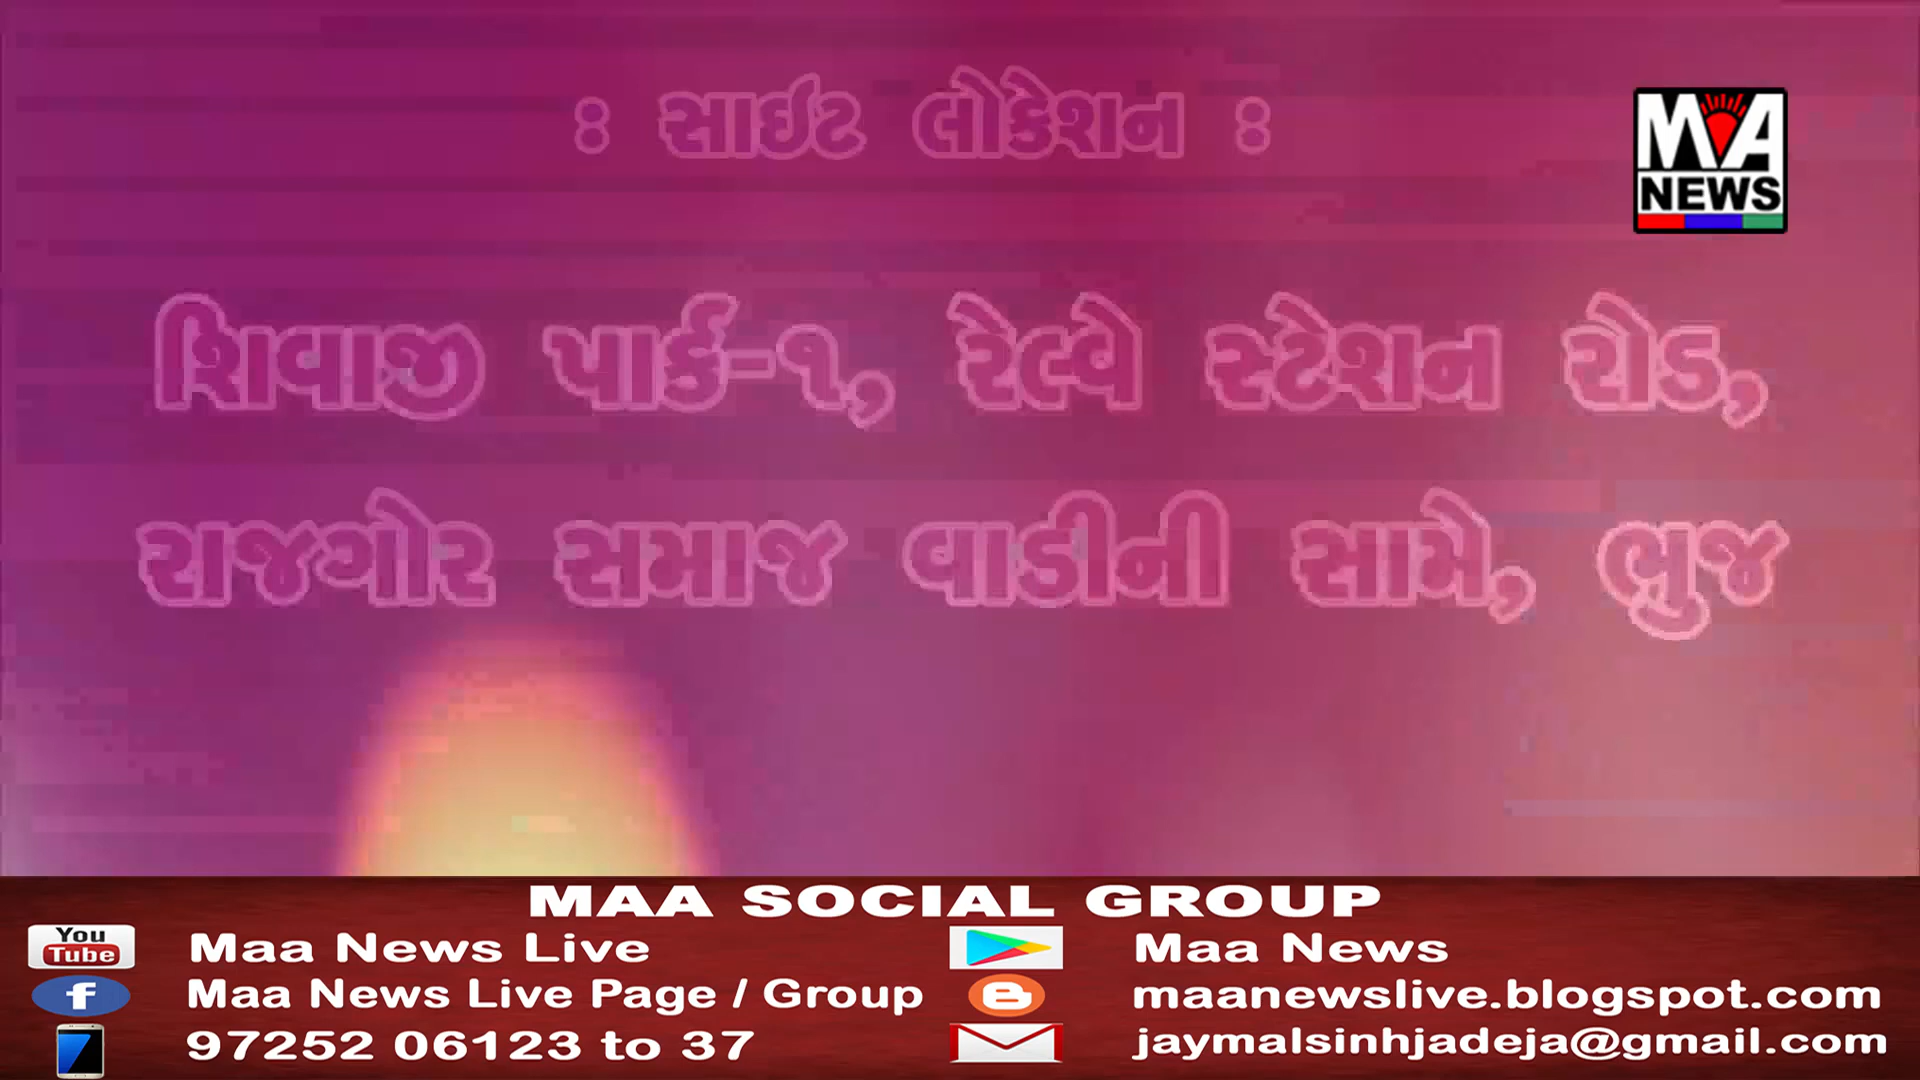 : સાઇટ લોકેશન :
MAA
NEWS
શિવાજી પાર્ક-૧, રેલ્વે સ્ટેશન રોડ,
રાજગોર સમાજ વાડીની સામે, ભુજ
MAA SOCIAL GROUP
You Tube Maa News Live
Maa News
f Maa News Live Page / Group
maanewslive.blogspot.com
97252 06123 to 37
jaymalsinhjadeja@gmail.com